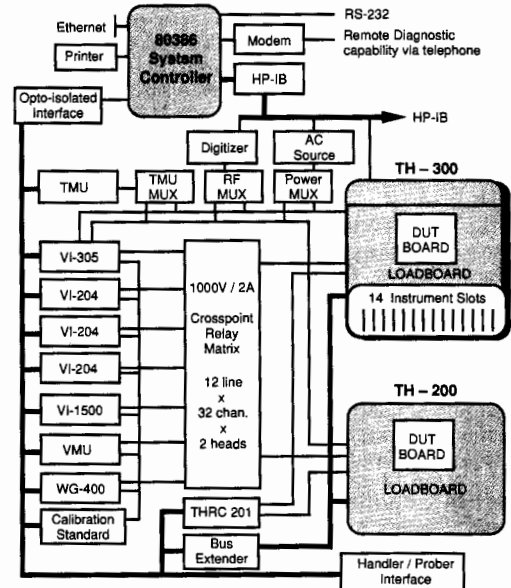 80386
System
Controller
Ethernet
Printer
RS-232
Modem
Remote Diagnostic
capability via telephone
HP-IB
Opto-isolated
Interface
HP-IB
Digitizer
AC
Source
TMU
TMU
MUX
RF
MUX
Power
MUX
TH – 300
DUT
BOARD
LOADBOARD
14 Instrument Slots
VI-305
VI-204
VI-204
VI-204
VI-1500
VMU
WG-400
Calibration
Standard
1000V / 2A
Crosspoint
Relay
Matrix
12 line
x
32 chan.
x
2 heads
TH – 200
DUT
BOARD
LOADBOARD
THRC 201
Bus
Extender
Handler / Prober
Interface